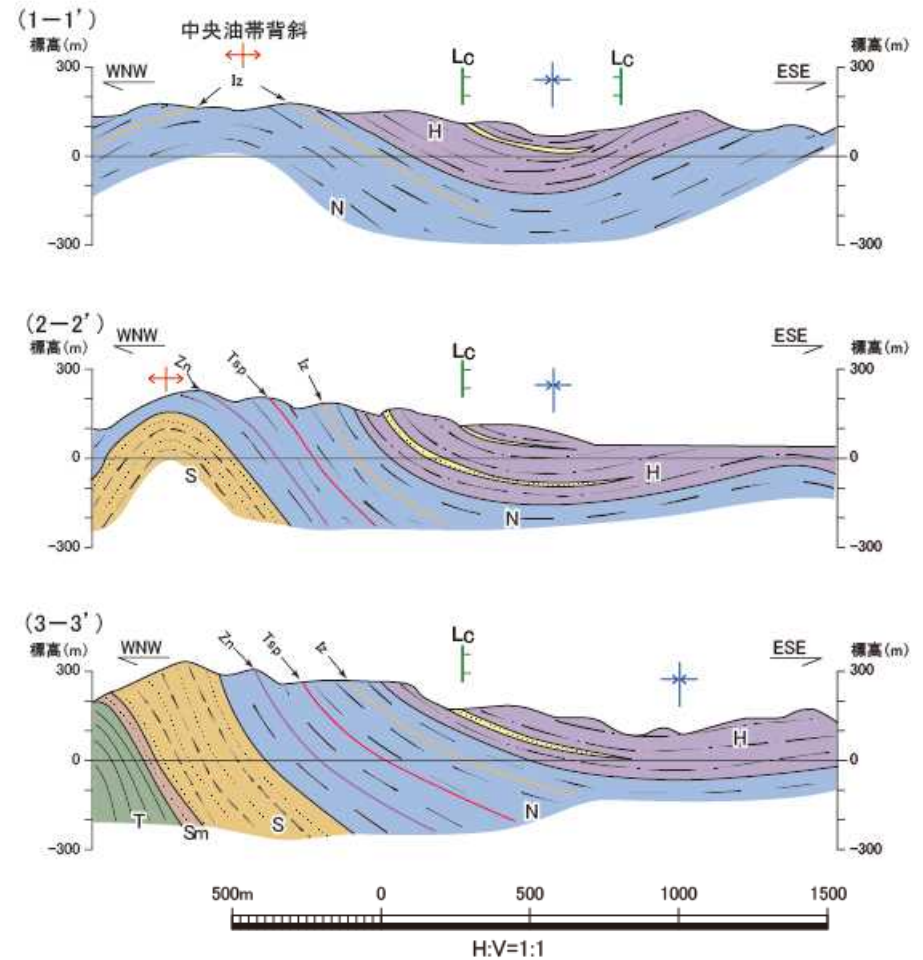 (1-1')
中央油帯背斜
標高(m)
標高(m)
WNW
Iz
Lc
Lc
ESE
300
300
H
0
0
N
-300
-300
(2-2')
WNW
ESE
標高(m)
標高(m)
Zn
Tsp
Iz
Lc
300
300
0
0
S
H
N
-300
-300
(3-3')
WNW
ESE
標高(m)
標高(m)
Zn
Tsp
Iz
Lc
300
300
H
0
0
T
Sm
S
N
-300
-300
500m
0
500
1000
1500
H:V=1:1